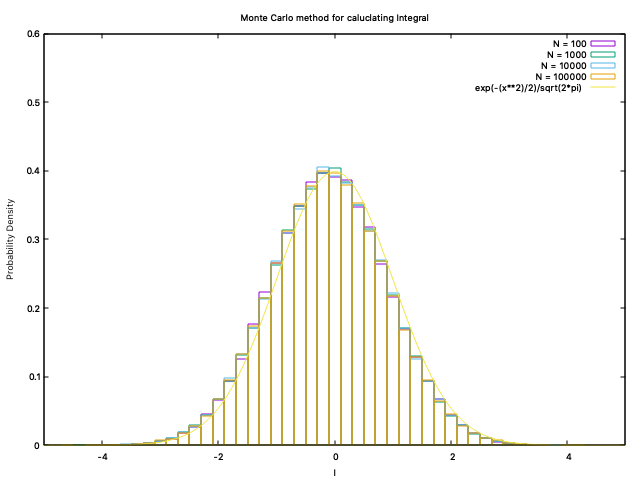 Monte Carlo method for caluclating Integral
0.6
0.5
0.4
0.3
0.2
0.1
0
Probability Density
N = 100
N = 1000
N = 10000
N = 100000
exp(-(x**2)/2)/sqrt(2*pi)
-4
-2
0
2
4
I